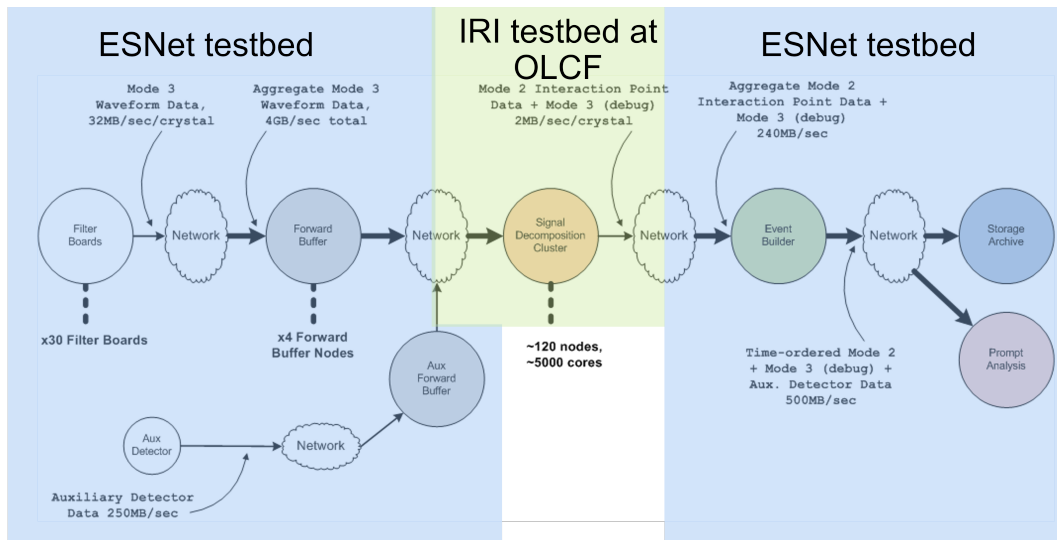 ESNet testbed
IRI testbed at
OLCF
ESNet testbed
Mode 3
Waveform Data,
32MB/sec/crystal
Aggregate Mode 3
Waveform Data,
4GB/sec total
Mode 2 Interaction Point
Data + Mode 3 (debug)
2MB/sec/crystal
Aggregate Mode 2
Interaction Point Data +
Mode 3 (debug)
240MB/sec
Filter
Boards
Network
Forward
Buffer
Network
Signal
Decomposition
Cluster
Network
Event
Builder
Network
Storage
Archive
x30 Filter Boards
x4 Forward
Buffer Nodes
~120 nodes,
~5000 cores
Aux
Forward
Buffer
Time-ordered Mode 2
+ Mode 3 (debug) +
Aux. Detector Data
500MB/sec
Prompt
Analysis
Aux
Detector
Network
Auxiliary Detector
Data 250MB/sec